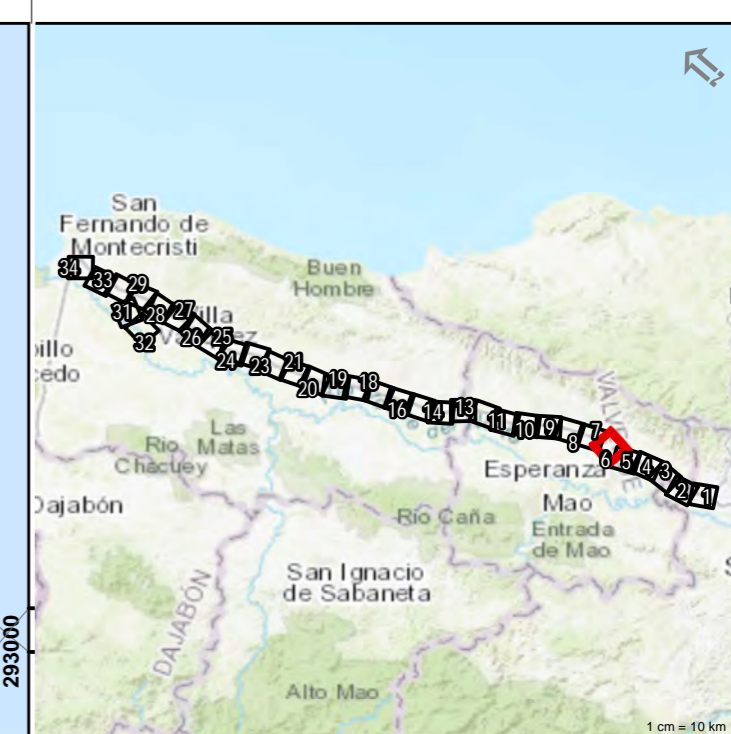 San
Fernando de
Montecristi
Buen
Hombre
34
33
29
31
28
27
32
26
25
24
23
21
20
19
18
16
14
13
11
10
9
8
7
6
5
4
3
2
1
Las
Matas
Rio
Chacuey
Dajabón
Esperanza
Mao
Entrada
de Mao
Rio Caña
San Ignacio
de Sabaneta
DAJABÓN
293000
Alto Mao
1 cm = 10 km